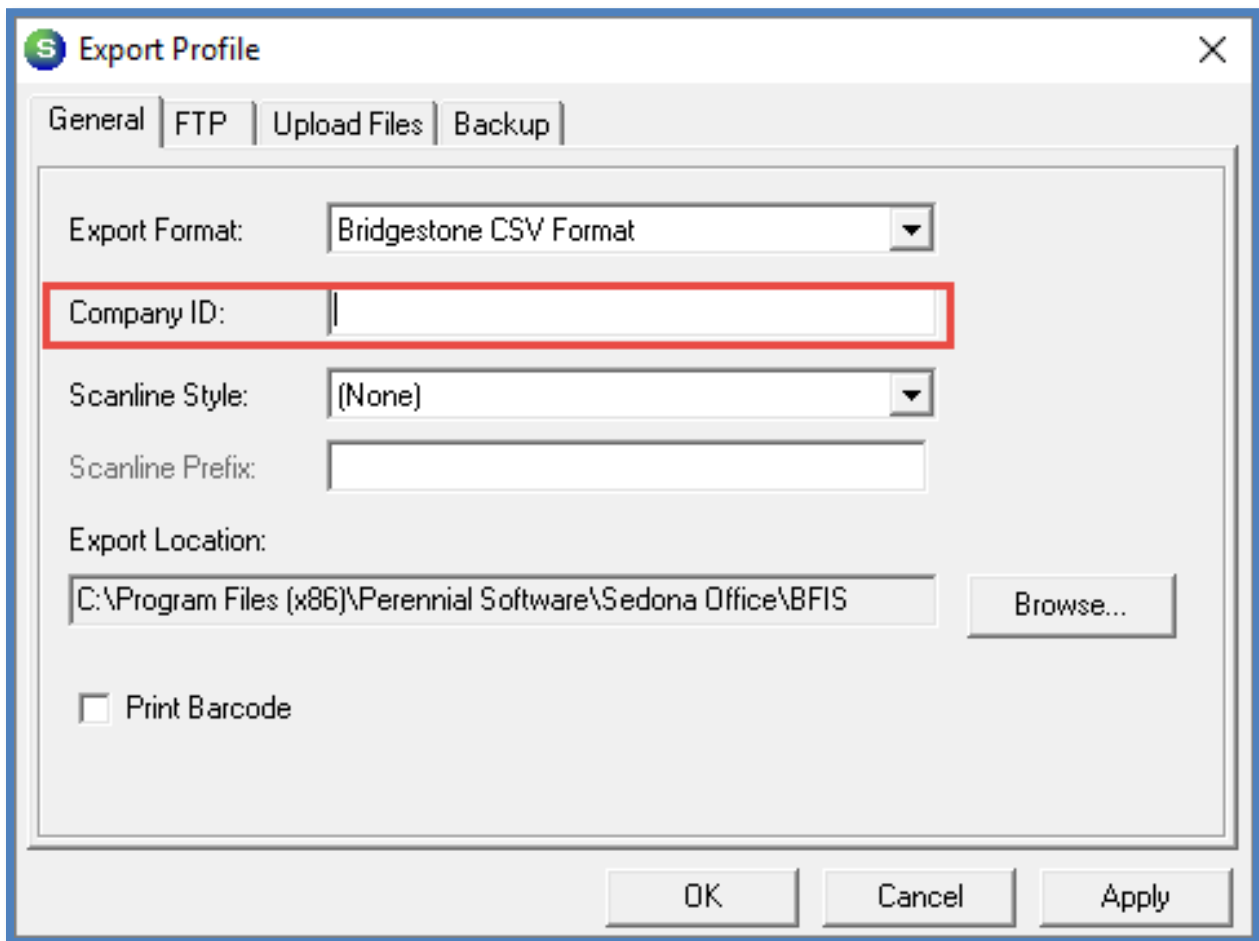 S Export Profile
General FTP Upload Files Backup
Export Format: Bridgestone CSV Format
Company ID:
Scanline Style: (None)
Scanline Prefix:
Export Location:
C:\Program Files (x86)\Perennial Software\Sedona Office\BFIS Browse...
Print Barcode
OK Cancel Apply